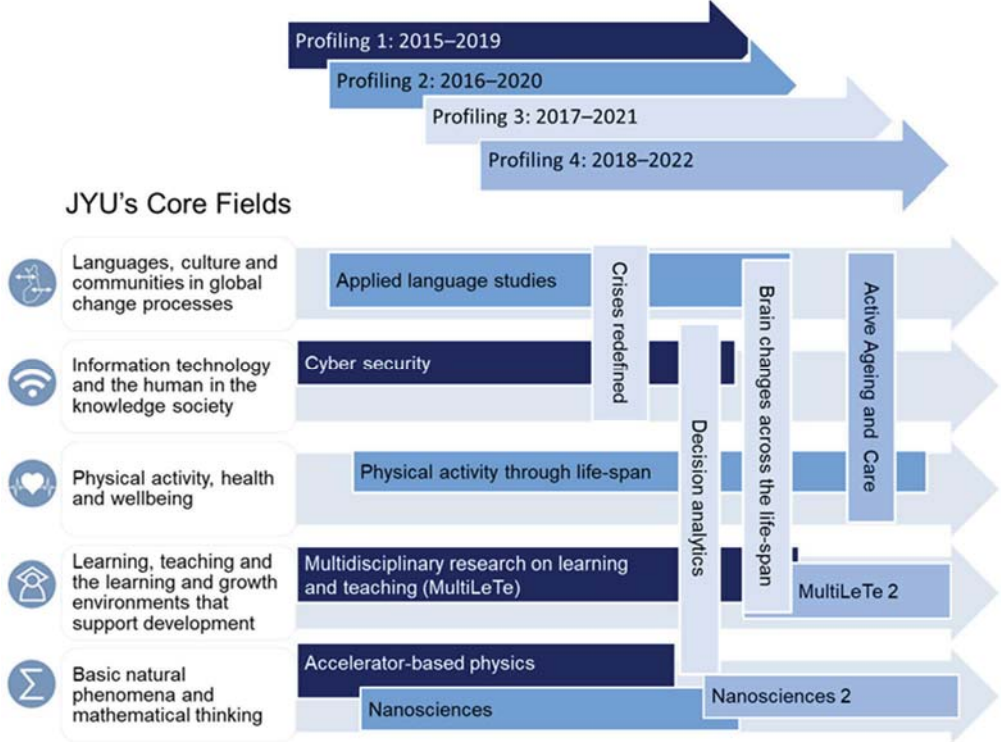 Profiling 1: 2015–2019
Profiling 2: 2016–2020
Profiling 3: 2017–2021
Profiling 4: 2018–2022
JYU's Core Fields
Languages, culture and
communities in global
change processes
Applied language studies
Crises redefined
Brain changes across the life-span
Active Ageing and Care
Information technology
and the human in the
knowledge society
Cyber security
Decision analytics
Physical activity, health
and wellbeing
Physical activity through life-span
Learning, teaching and
the learning and growth
environments that
support development
Multidisciplinary research on learning
and teaching (MultiLeTe)
MultiLeTe 2
Basic natural
phenomena and
mathematical thinking
Accelerator-based physics
Nanosciences
Nanosciences 2